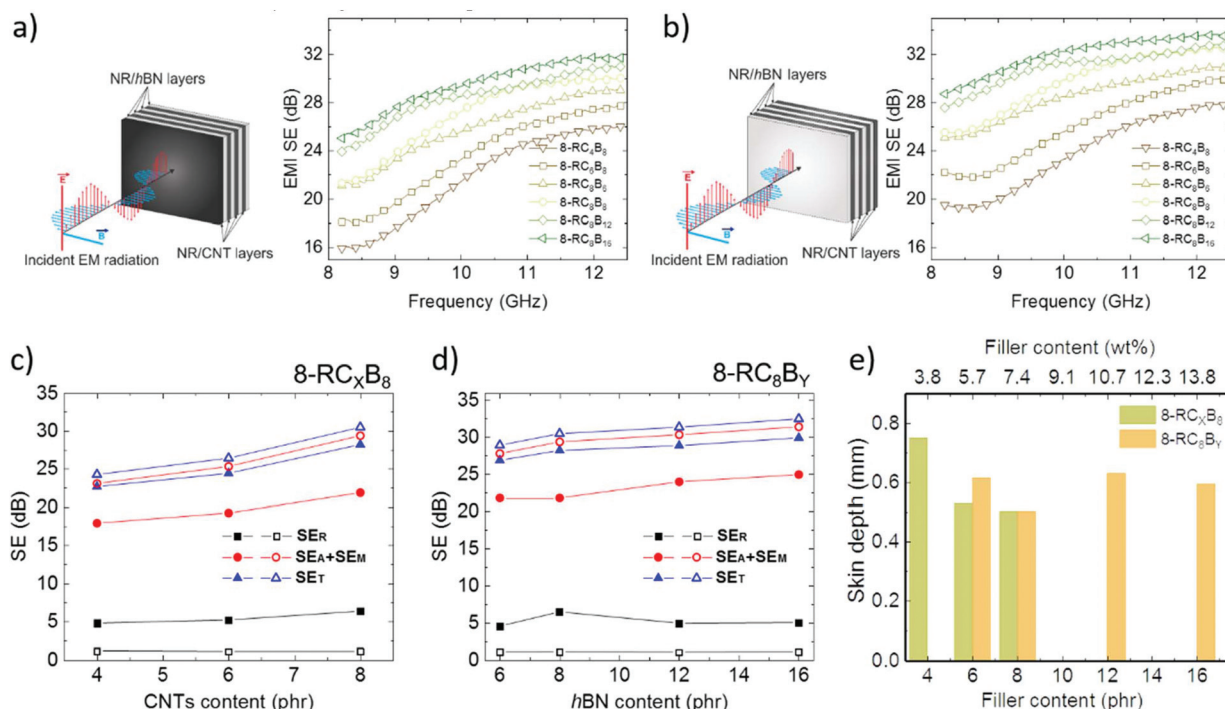 a)
NR/hBN layers
E
B
Incident EM radiation
NR/CNT layers
EMI SE (dB)
32
28
24
20
16
8-RC₄B₈
8-RC₆B₈
8-RC₈B₆
8-RC₈B₈
8-RC₈B₁₂
8-RC₈B₁₆
8 9 10 11 12
Frequency (GHz)
b)
NR/hBN layers
E
B
Incident EM radiation
NR/CNT layers
EMI SE (dB)
32
28
24
20
16
8-RC₄B₈
8-RC₆B₈
8-RC₈B₆
8-RC₈B₈
8-RC₈B₁₂
8-RC₈B₁₆
8 9 10 11 12
Frequency (GHz)
c)
8-RCXB₈
SE (dB)
35
30
25
20
15
10
5
0
SER
SEA+SEM
SET
4 5 6 7 8
CNTs content (phr)
d)
8-RC₈BY
SE (dB)
35
30
25
20
15
10
5
0
SER
SEA+SEM
SET
6 8 10 12 14 16
hBN content (phr)
e)
Filler content (wt%)
3.8 5.7 7.4 9.1 10.7 12.3 13.8
8-RCXB₈
8-RC₈BY
Skin depth (mm)
0.8
0.6
0.4
0.2
0.0
4 6 8 10 12 14 16
Filler content (phr)